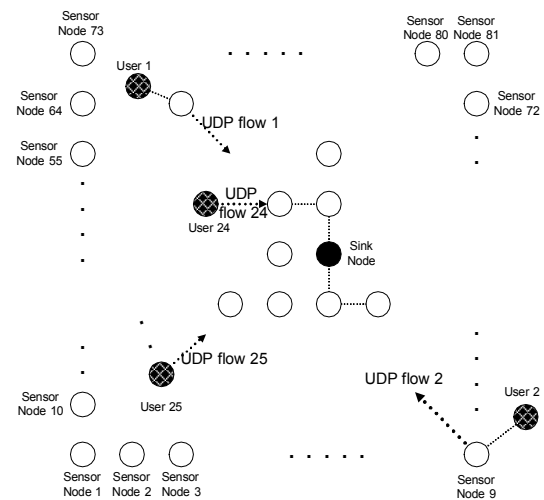 Sensor
Node 73
Sensor
Node 80
Sensor
Node 81
User 1
Sensor
Node 64
Sensor
Node 72
UDP flow 1
Sensor
Node 55
UDP
flow 24
User 24
Sink
Node
UDP flow 25
UDP flow 2
User 25
User 2
Sensor
Node 10
Sensor
Node 1
Sensor
Node 2
Sensor
Node 3
Sensor
Node 9